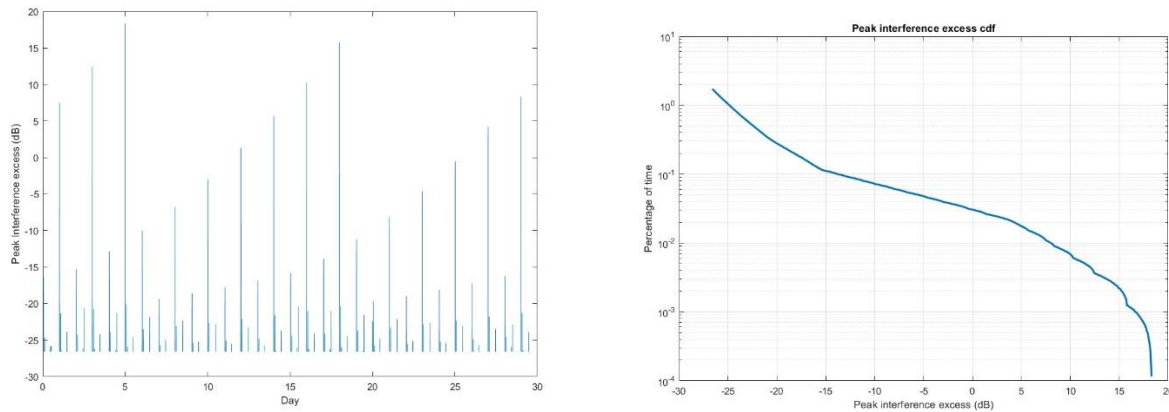 20
15
10
5
0
-5
-10
-15
-20
-25
-30
Peak interference excess (dB)
0 5 10 15 20 25 30
Day
Peak interference excess cdf
10^1
10^0
10^-1
10^-2
10^-3
10^-4
Percentage of time
-30 -25 -20 -15 -10 -5 0 5 10 15 20
Peak interference excess (dB)